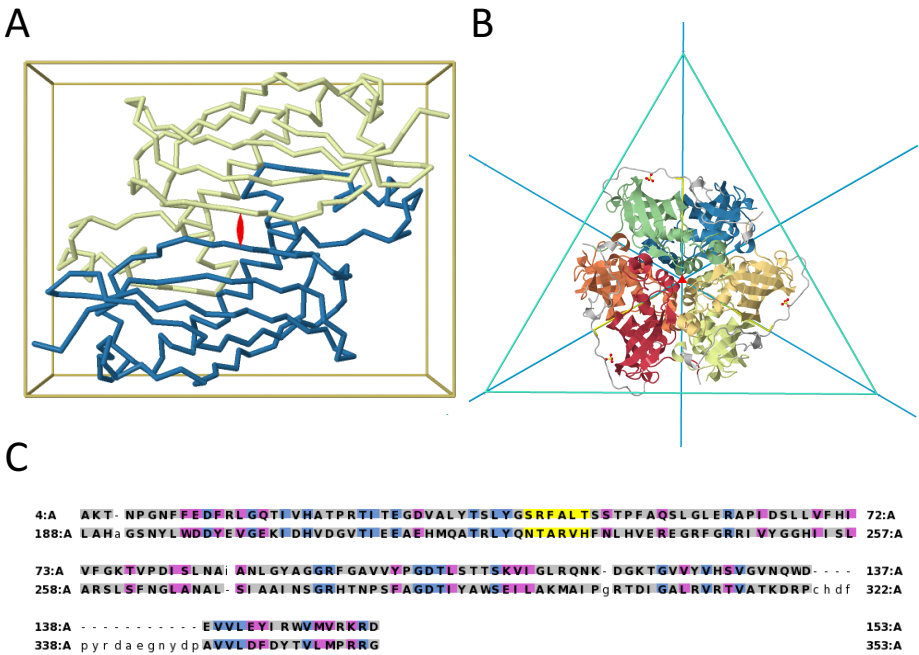 A
B
C
4:A AKT-NPGNFFEDFRLGQTIVHATPRTITEGDVALYTSLYGSRFALTSSTPFAQSLGLERAPIDSLLVFHI 72:A
188:A LAHaGSNYLWDDYEVGEKIDHVDGVTIEEAEHMQATRLYQNTARVHFNLHVEREGRFGRRIVYGGHIISL 257:A
73:A VFGKTVPDISLNAiANLGYAGGRFGAVVYPGDTLSTTSKVIGLRQNK-DGKTGVVYVHSVGVNQWD---- 137:A
258:A ARSLSFNGLANAL-SIAAINSGRHTNPSFAGDTIYAWSEILAKMAIPgRTDIGALRVRTVATKDRPchdf 322:A
138:A -----------EVVLEYIRWVMVRKRD 153:A
338:A pyrdaegnydpAVVLDFDYTVLMPRRG 353:A